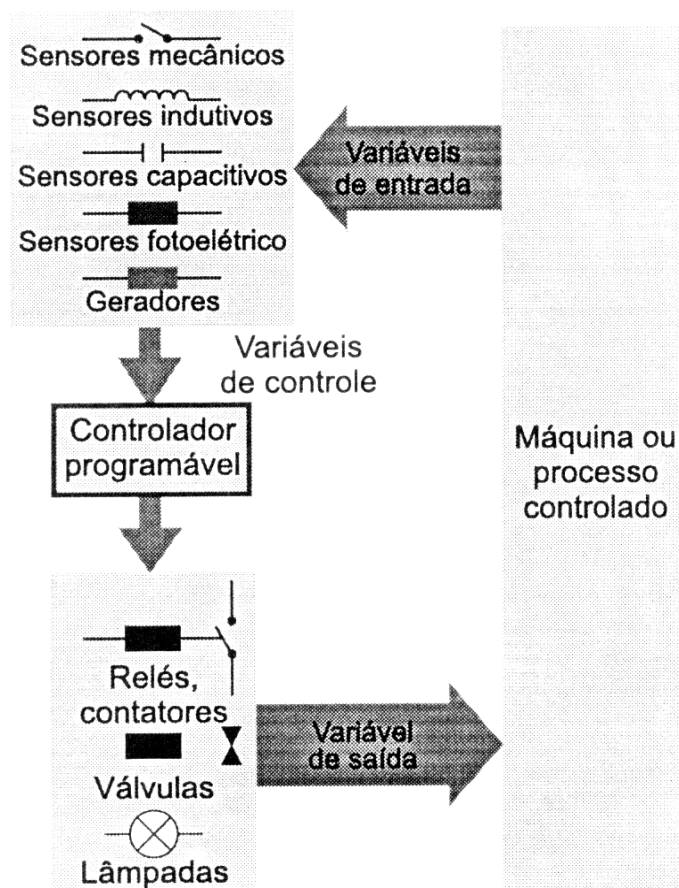 Sensores mecânicos
Sensores indutivos
Sensores capacitivos
Sensores fotoelétrico
Geradores
Variáveis
de entrada
Variáveis
de controle
Controlador
programável
Máquina ou
processo
controlado
Relés,
contatores
Válvulas
Lâmpadas
Variável
de saída